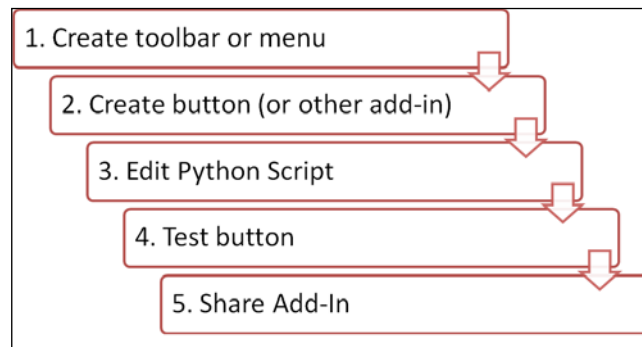 1. Create toolbar or menu
2. Create button (or other add-in)
3. Edit Python Script
4. Test button
5. Share Add-In